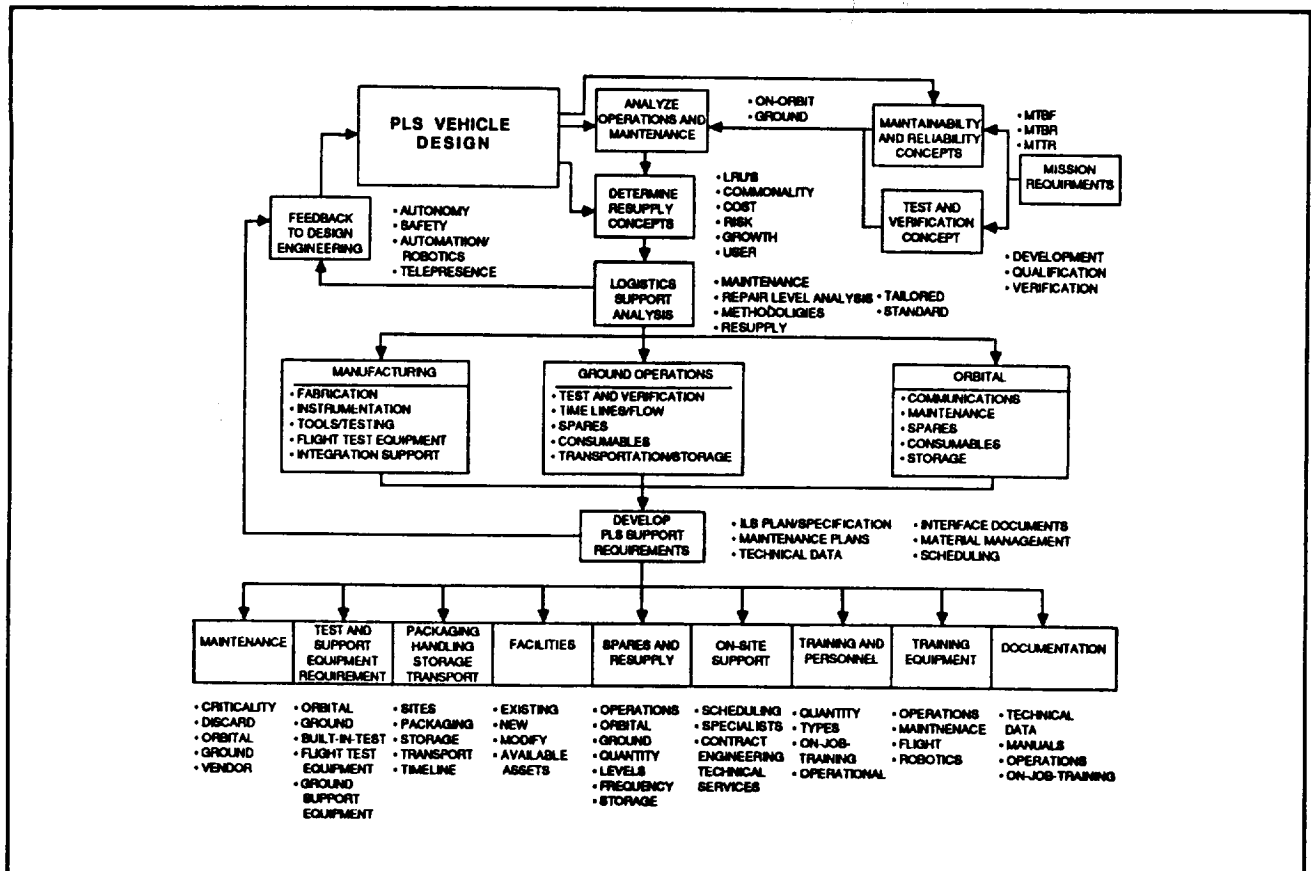 PLS VEHICLE
DESIGN
ANALYZE
OPERATIONS AND
MAINTENANCE
• ON-ORBIT
• GROUND
MAINTAINABILTY
AND RELIABILITY
CONCEPTS
• MTBF
• MTBR
• MTTR
MISSION
REQUIRMENTS
FEEDBACK
TO DESIGN
ENGINEERING
• AUTONOMY
• SAFETY
• AUTOMATIION/
ROBOTICS
• TELEPRESENCE
DETERMINE
RESUPPLY
CONCEPTS
• LRU'S
• COMMONALITY
• COST
• RISK
• GROWTH
• USER
TEST AND
VERIFICATION
CONCEPT
• DEVELOPMENT
• QUALIFICATION
• VERIFICATION
LOGISTICS
SUPPORT
ANALYSIS
• MAINTENANCE
• REPAIR LEVEL ANALYSIS
• METHODOLIGIES
• RESUPPLY
• TAILORED
• STANDARD
MANUFACTURING
• FABRICATION
• INSTRUMENTATION
• TOOLS/TESTING
• FLIGHT TEST EQUIPMENT
• INTEGRATION SUPPORT
GROUND OPERATIONS
• TEST AND VERIFICATION
• TIME LINES/FLOW
• SPARES
• CONSUMABLES
• TRANSPORTATION/STORAGE
ORBITAL
• COMMUNICATIONS
• MAINTENANCE
• SPARES
• CONSUMABLES
• STORAGE
DEVELOP
PLS SUPPORT
REQUIREMENTS
• ILS PLAN/SPECIFICATION
• MAINTENANCE PLANS
• TECHNICAL DATA
• INTERFACE DOCUMENTS
• MATERIAL MANAGEMENT
• SCHEDULING
MAINTENANCE
• CRITICALITY
• DISCARD
• ORBITAL
• GROUND
• VENDOR
TEST AND
SUPPORT
EQUIPMENT
REQUIREMENT
• ORBITAL
• GROUND
• BUILT-IN-TEST
• FLIGHT TEST
EQUIPMENT
• GROUND
SUPPORT
EQUIPMENT
PACKAGING
HANDLING
STORAGE
TRANSPORT
• SITES
• PACKAGING
• STORAGE
• TRANSPORT
• TIMELINE
FACILITIES
• EXISTING
• NEW
• MODIFY
• AVAILABLE
ASSETS
SPARES AND
RESUPPLY
• OPERATIONS
• ORBITAL
• GROUND
• QUANTITY
• LEVELS
• FREQUENCY
• STORAGE
ON-SITE
SUPPORT
• SCHEDULING
• SPECIALISTS
• CONTRACT
ENGINEERING
TECHNICAL
SERVICES
TRAINING AND
PERSONNEL
• QUANTITY
• TYPES
• ON-JOB-
TRAINING
• OPERATIONAL
TRAINING
EQUIPMENT
• OPERATIONS
• MAINTNENACE
• FLIGHT
• ROBOTICS
DOCUMENTATION
• TECHNICAL
DATA
• MANUALS
• OPERATIONS
• ON-JOB-TRAINING